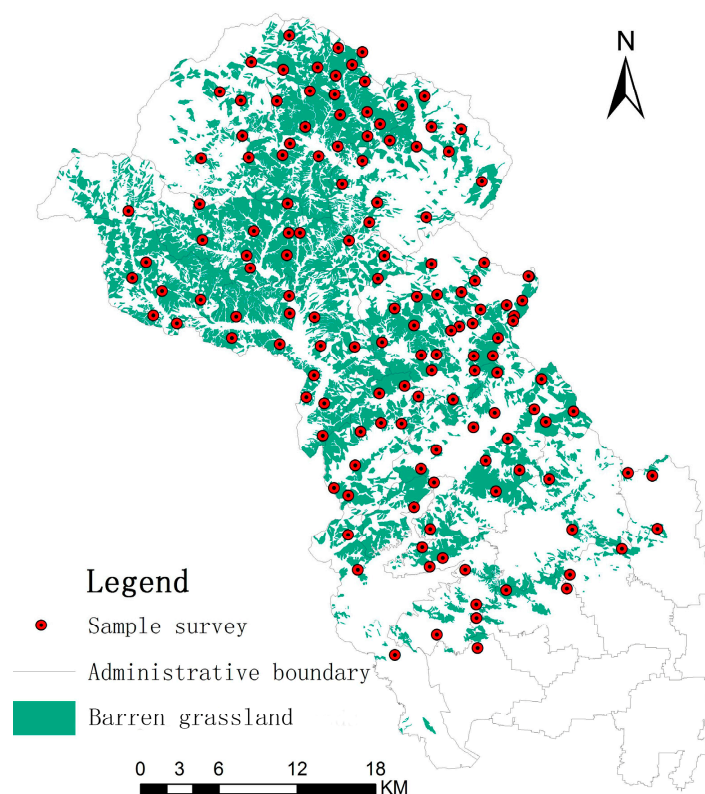 N
Legend
Sample survey
Administrative boundary
Barren grassland
0 3 6 12 18
KM